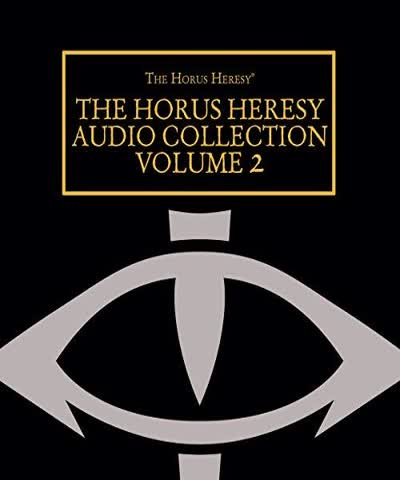 The Horus Heresy®
THE HORUS HERESY
AUDIO COLLECTION
VOLUME 2